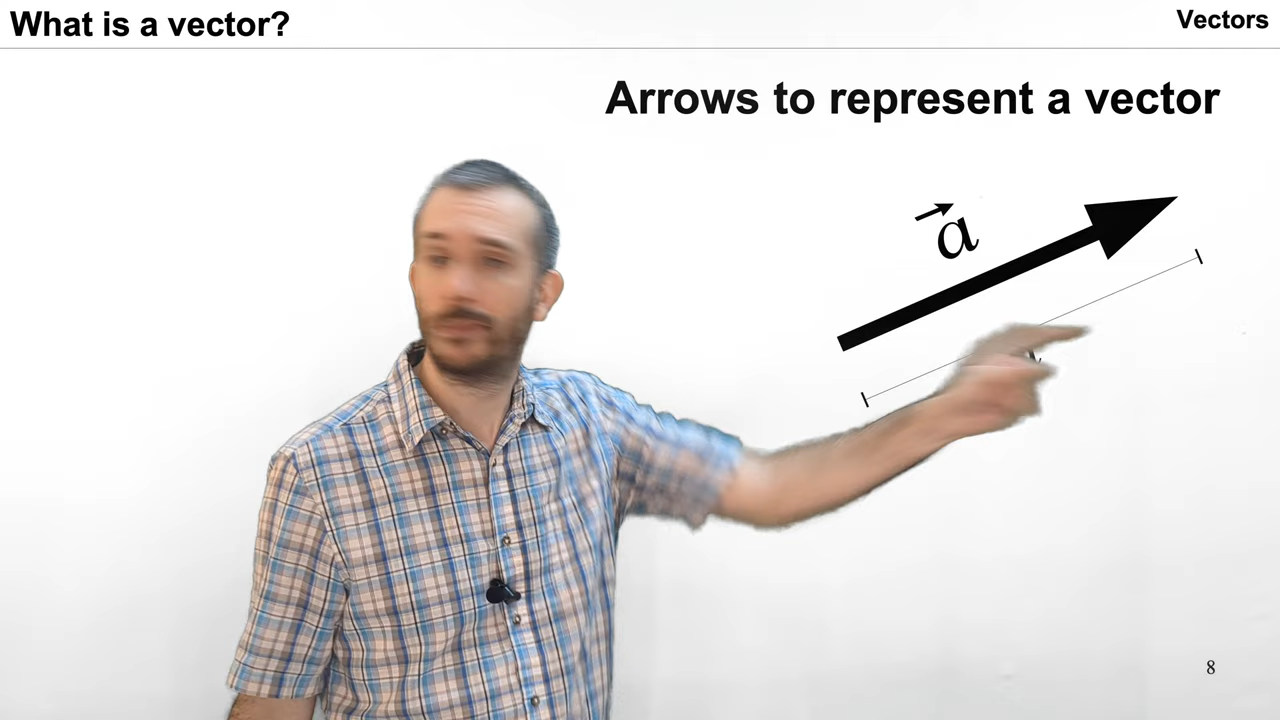 What is a vector?
Vectors
Arrows to represent a vector
a⃗
8